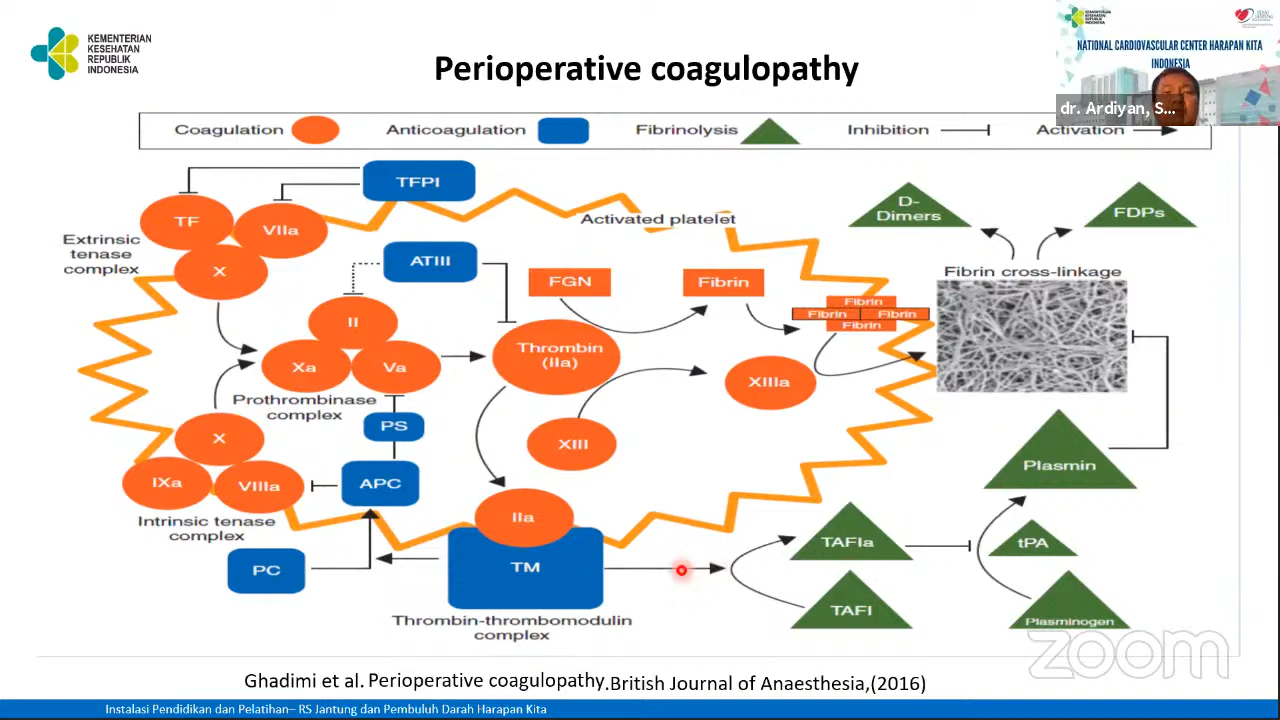 KEMENTERIAN
KESEHATAN
REPUBLIK
INDONESIA
Perioperative coagulopathy
NATIONAL CARDIOVASCULAR CENTER HARAPAN KITA
INDONESIA
dr. Ardiyan, S...
Coagulation
Anticoagulation
Fibrinolysis
Inhibition
Activation
TFPI
TF
VIIa
X
Extrinsic
tenase
complex
Activated platelet
ATIII
II
Xa
Va
Prothrombinase
complex
FGN
Fibrin
Thrombin
(IIa)
Fibrin
Fibrin
Fibrin
Fibrin
XIIIa
XIII
D-
Dimers
FDPs
Fibrin cross-linkage
PS
APC
X
IXa
VIIIa
Intrinsic tenase
complex
PC
IIa
TM
Thrombin-thrombomodulin
complex
TAFIa
TAFI
Plasmin
tPA
Plasminogen
zoom
Ghadimi et al. Perioperative coagulopathy.British Journal of Anaesthesia,(2016)
Instalasi Pendidikan dan Pelatihan– RS Jantung dan Pembuluh Darah Harapan Kita